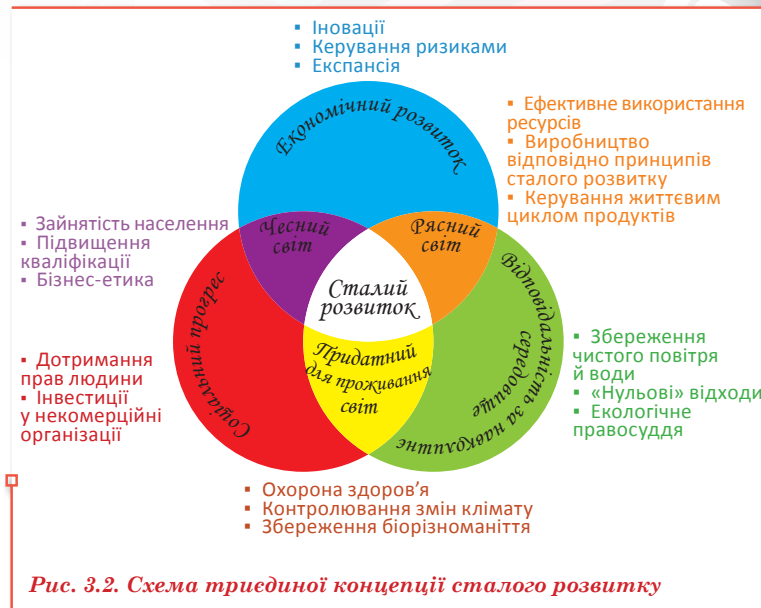 ▪ Іновації
▪ Керування ризиками
▪ Експансія
Економічний розвиток
▪ Ефективне використання
ресурсів
▪ Виробництво
відповідно принципів
сталого розвитку
▪ Керування життєвим
циклом продуктів
▪ Зайнятість населення
▪ Підвищення
кваліфікації
▪ Бізнес-етика
Чесний
світ
Рясний
світ
Сталий
розвиток
Соціальний прогрес
Відповідальність за навколишнє
середовище
Придатний
для проживання
світ
▪ Дотримання
прав людини
▪ Інвестиції
у некомерційні
організації
▪ Збереження
чистого повітря
й води
▪ «Нульові» відходи
▪ Екологічне
правосуддя
▪ Охорона здоров’я
▪ Контролювання змін клімату
▪ Збереження біорізноманіття
Рис. 3.2. Схема триєдиної концепції сталого розвитку